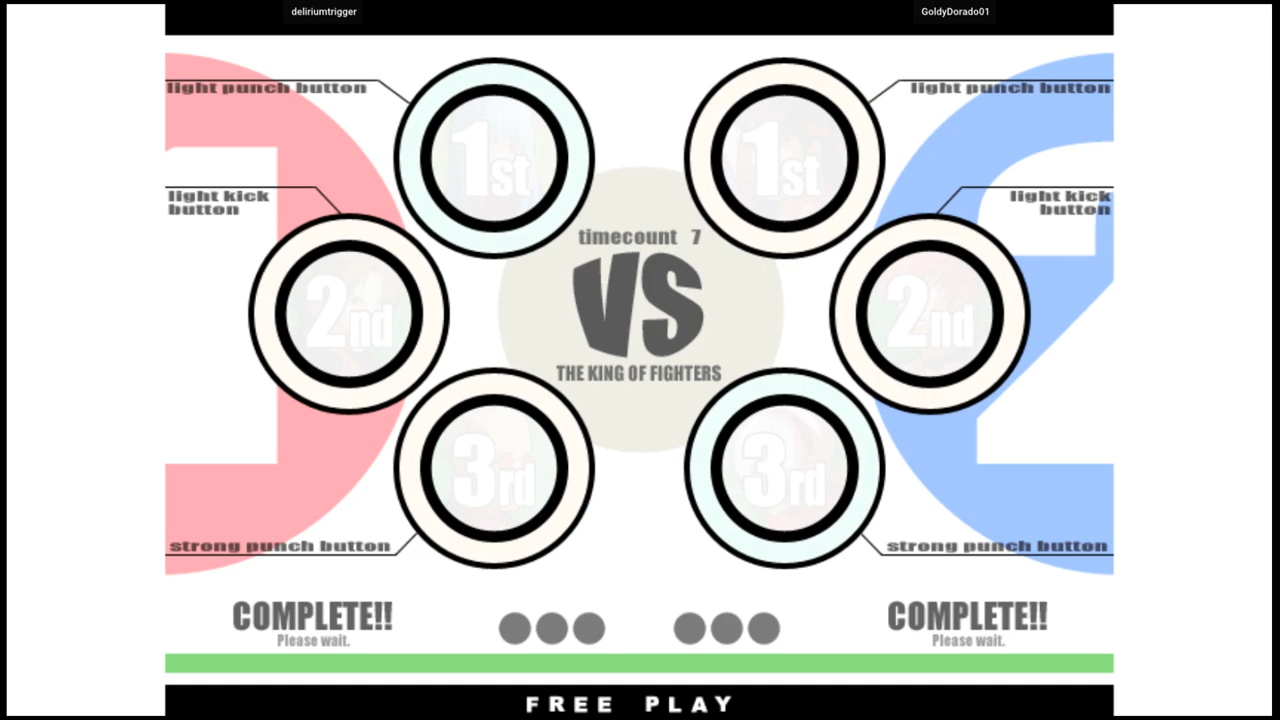 deliriumtrigger
GoldyDorado01
light punch button
light punch button
1st
1st
light kick
button
light kick
button
timecount 7
VS
THE KING OF FIGHTERS
2nd
2nd
3rd
3rd
strong punch button
strong punch button
COMPLETE!!
Please wait.
COMPLETE!!
Please wait.
FREE PLAY